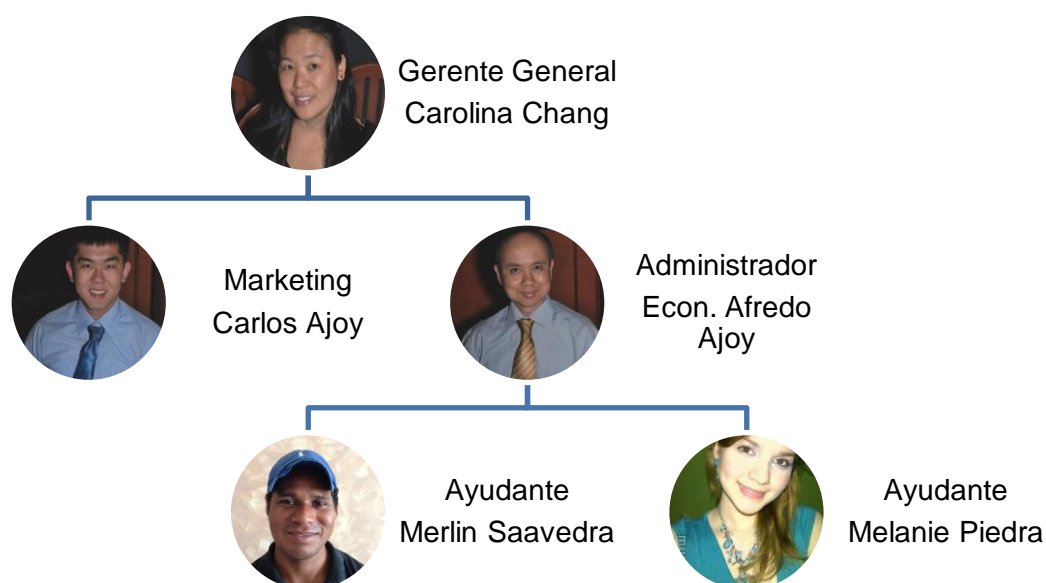 Gerente General
Carolina Chang
Marketing
Carlos Ajoy
Administrador
Econ. Afredo
Ajoy
Ayudante
Merlin Saavedra
Ayudante
Melanie Piedra